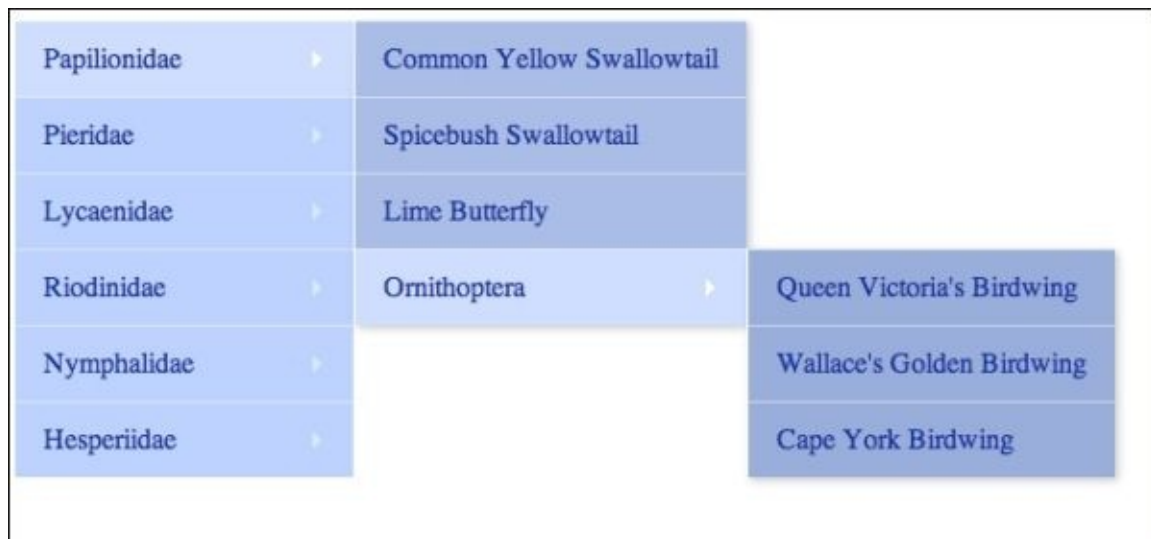 Papilionidae
Pieridae
Lycaenidae
Riodinidae
Nymphalidae
Hesperiidae
Common Yellow Swallowtail
Spicebush Swallowtail
Lime Butterfly
Ornithoptera
Queen Victoria's Birdwing
Wallace's Golden Birdwing
Cape York Birdwing